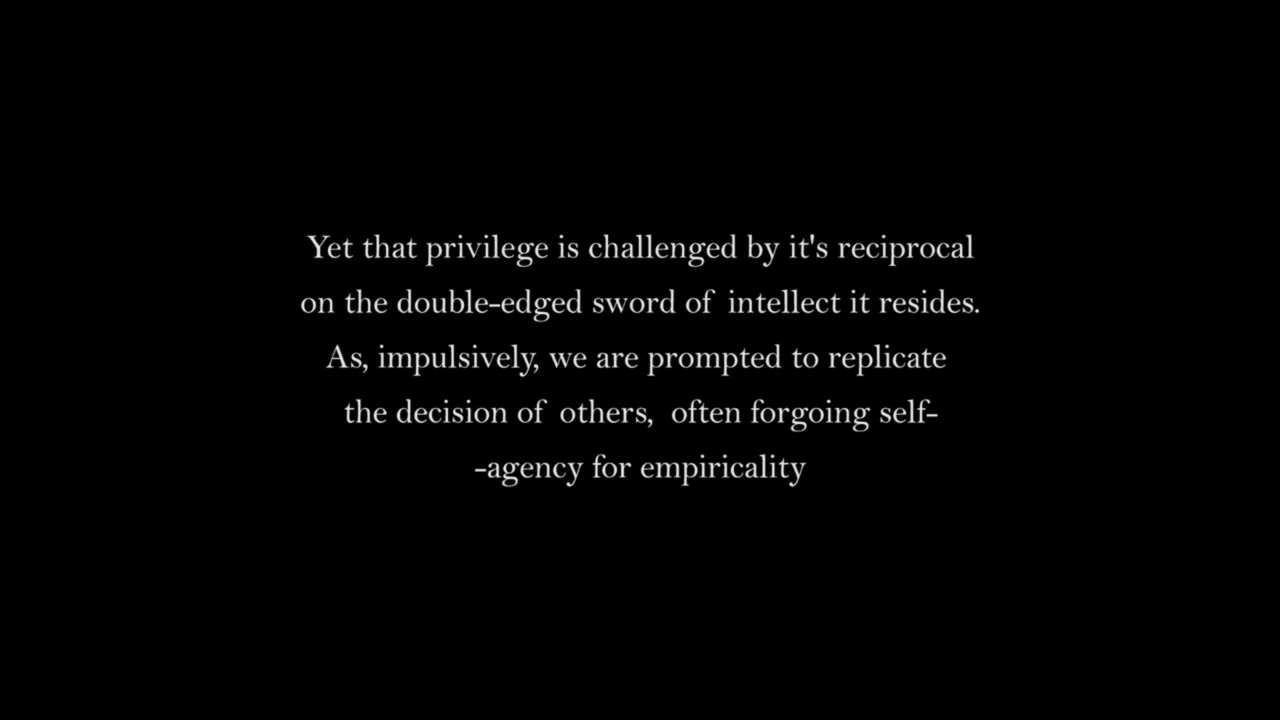 Yet that privilege is challenged by it's reciprocal
on the double-edged sword of intellect it resides.
As, impulsively, we are prompted to replicate
the decision of others, often forgoing self-
-agency for empiricality